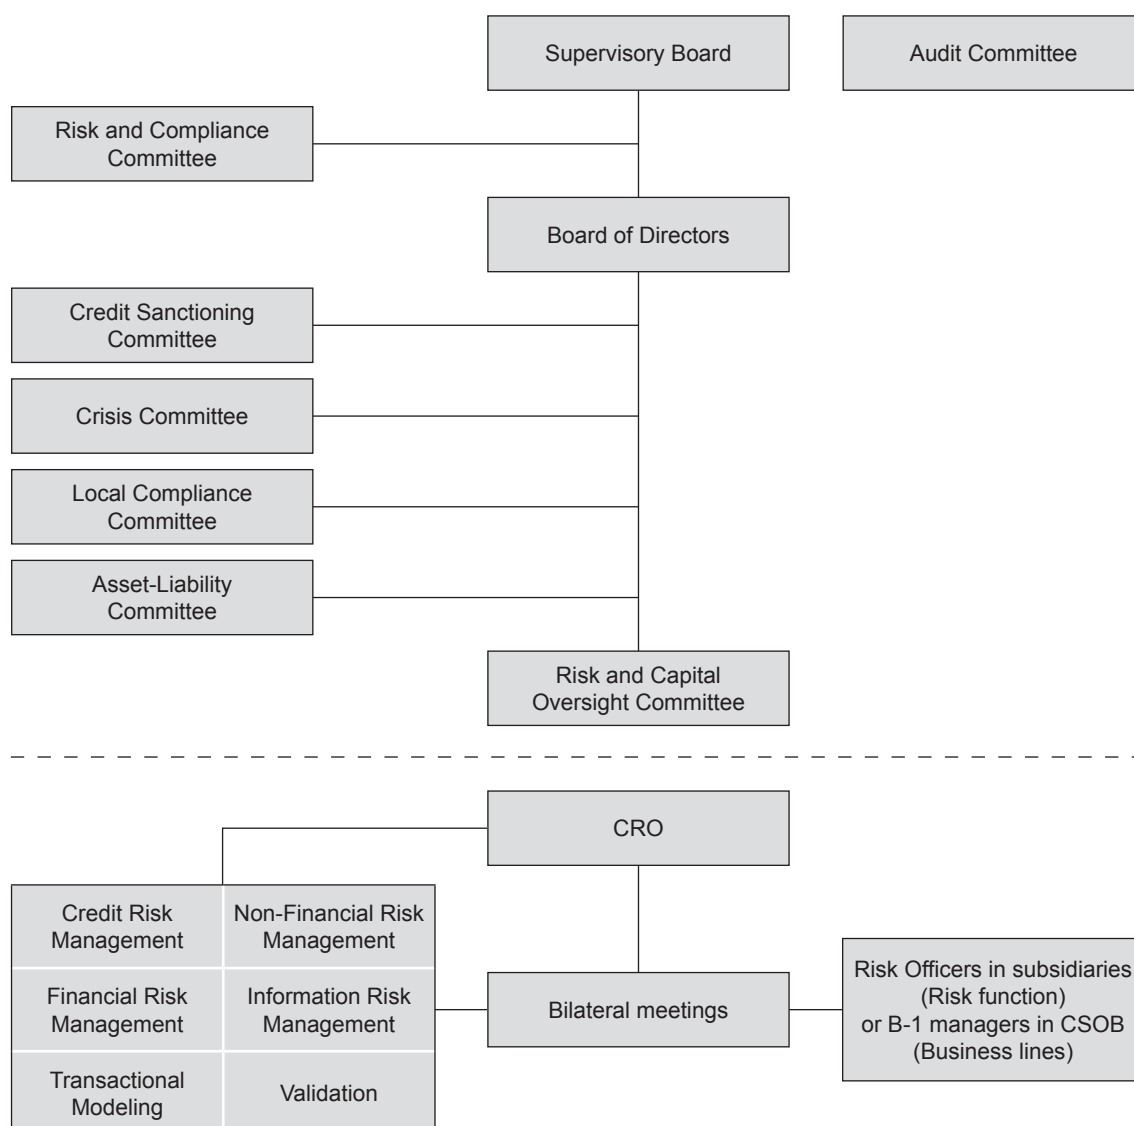 Supervisory Board
Audit Committee
Risk and Compliance
Committee
Board of Directors
Credit Sanctioning
Committee
Crisis Committee
Local Compliance
Committee
Asset-Liability
Committee
Risk and Capital
Oversight Committee
CRO
Credit Risk
Management
Non-Financial Risk
Management
Financial Risk
Management
Information Risk
Management
Transactional
Modeling
Validation
Bilateral meetings
Risk Officers in subsidiaries
(Risk function)
or B-1 managers in CSOB
(Business lines)